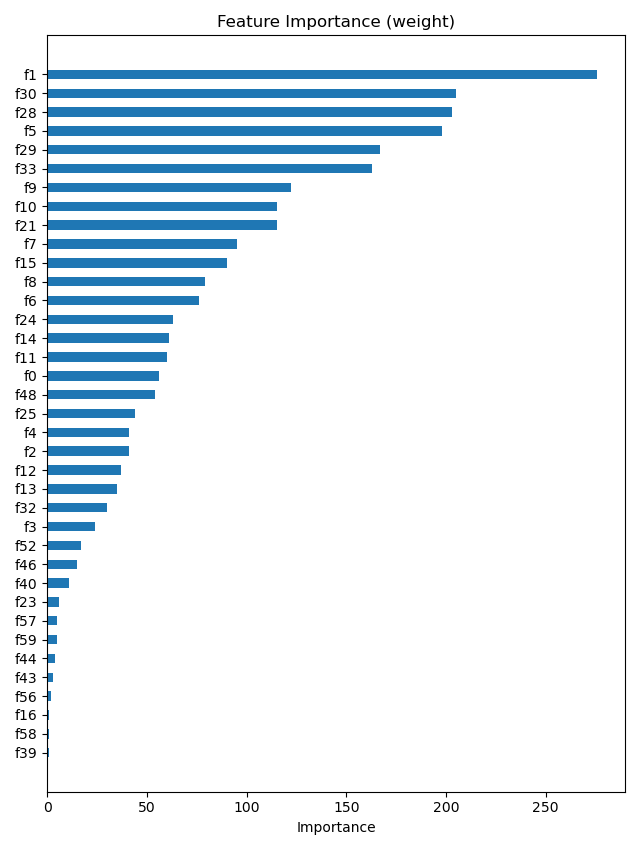 Feature Importance (weight)
f1
f30
f28
f5
f29
f33
f9
f10
f21
f7
f15
f8
f6
f24
f14
f11
f0
f48
f25
f4
f2
f12
f13
f32
f3
f52
f46
f40
f23
f57
f59
f44
f43
f56
f16
f58
f39
0 50 100 150 200 250
Importance